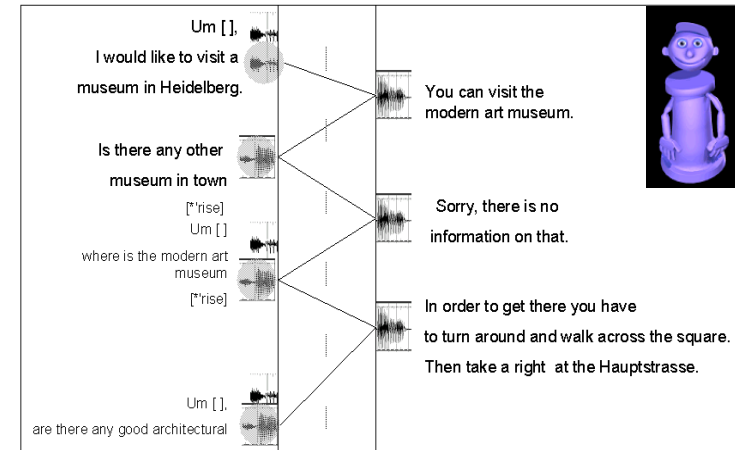 Um [ ],
I would like to visit a
museum in Heidelberg.
You can visit the
modern art museum.
Is there any other
museum in town
[*'rise]
Sorry, there is no
information on that.
Um [ ]
where is the modern art
museum
[*'rise]
In order to get there you have
to turn around and walk across the square.
Then take a right at the Hauptstrasse.
Um [ ],
are there any good architectural